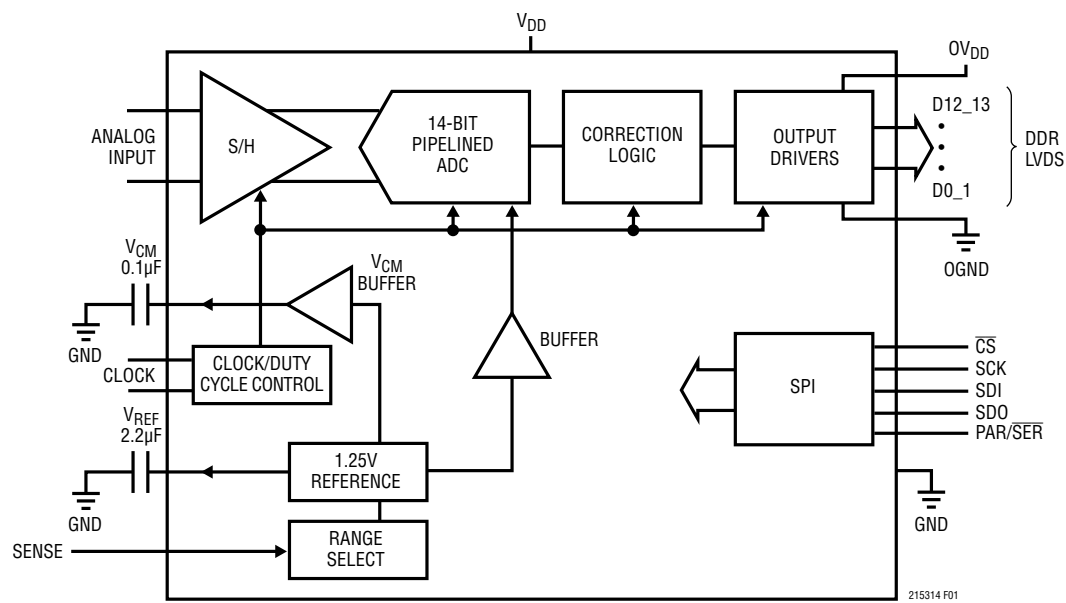 VDD
OVDD
ANALOG
INPUT
S/H
14-BIT
PIPELINED
ADC
CORRECTION
LOGIC
OUTPUT
DRIVERS
D12_13
•
•
•
D0_1
DDR
LVDS
OGND
VCM
0.1µF
GND
VCM
BUFFER
BUFFER
CLOCK
CLOCK/DUTY
CYCLE CONTROL
VREF
2.2µF
GND
1.25V
REFERENCE
SENSE
RANGE
SELECT
SPI
C̅S̅
SCK
SDI
SDO
PAR/S̅E̅R̅
GND
215314 F01